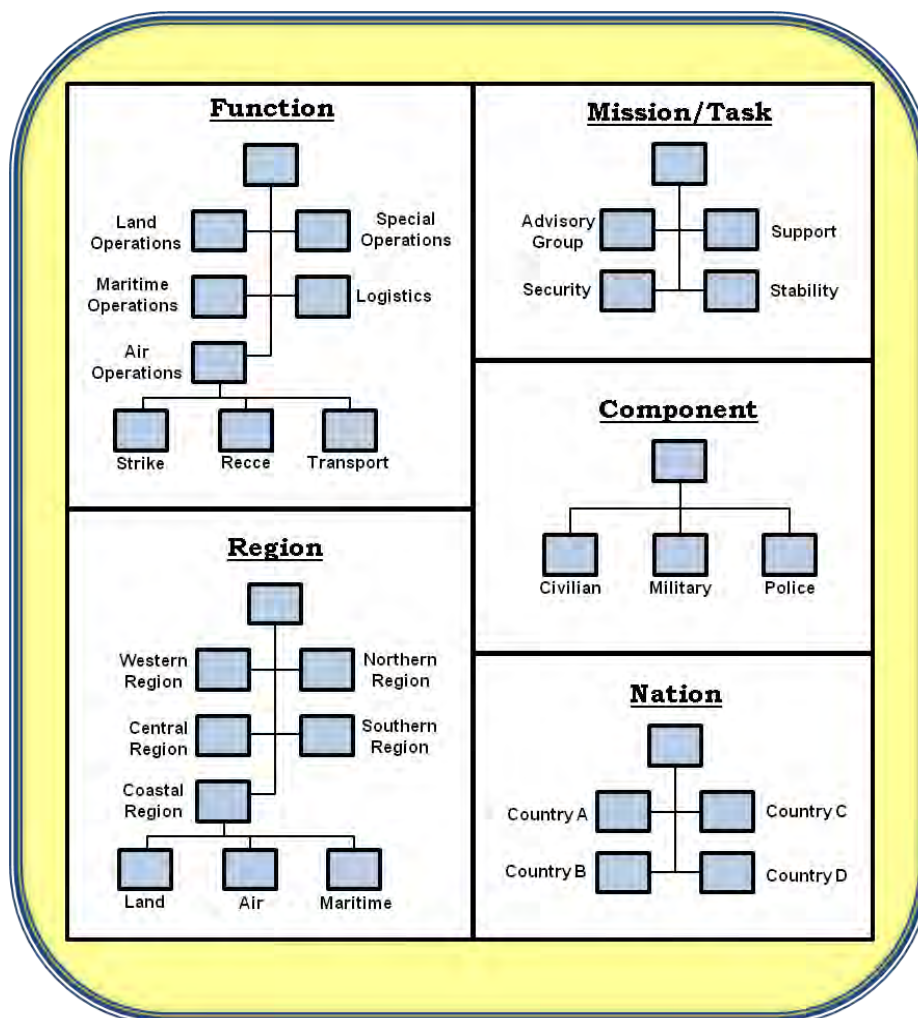 Function
Land
Operations
Special
Operations
Maritime
Operations
Logistics
Air
Operations
Strike
Recce
Transport
Region
Western
Region
Northern
Region
Central
Region
Southern
Region
Coastal
Region
Land
Air
Maritime
Mission/Task
Advisory
Group
Support
Security
Stability
Component
Civilian
Military
Police
Nation
Country A
Country C
Country B
Country D